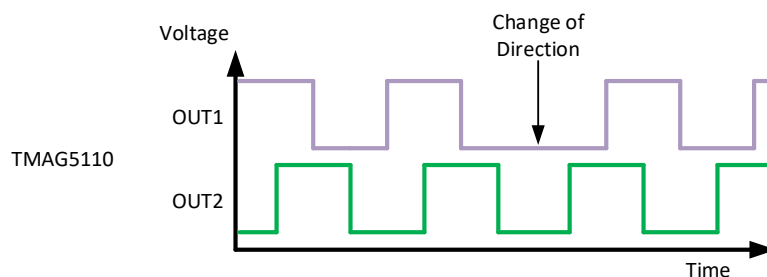 Voltage
Change of
Direction
OUT1
TMAG5110
OUT2
Time